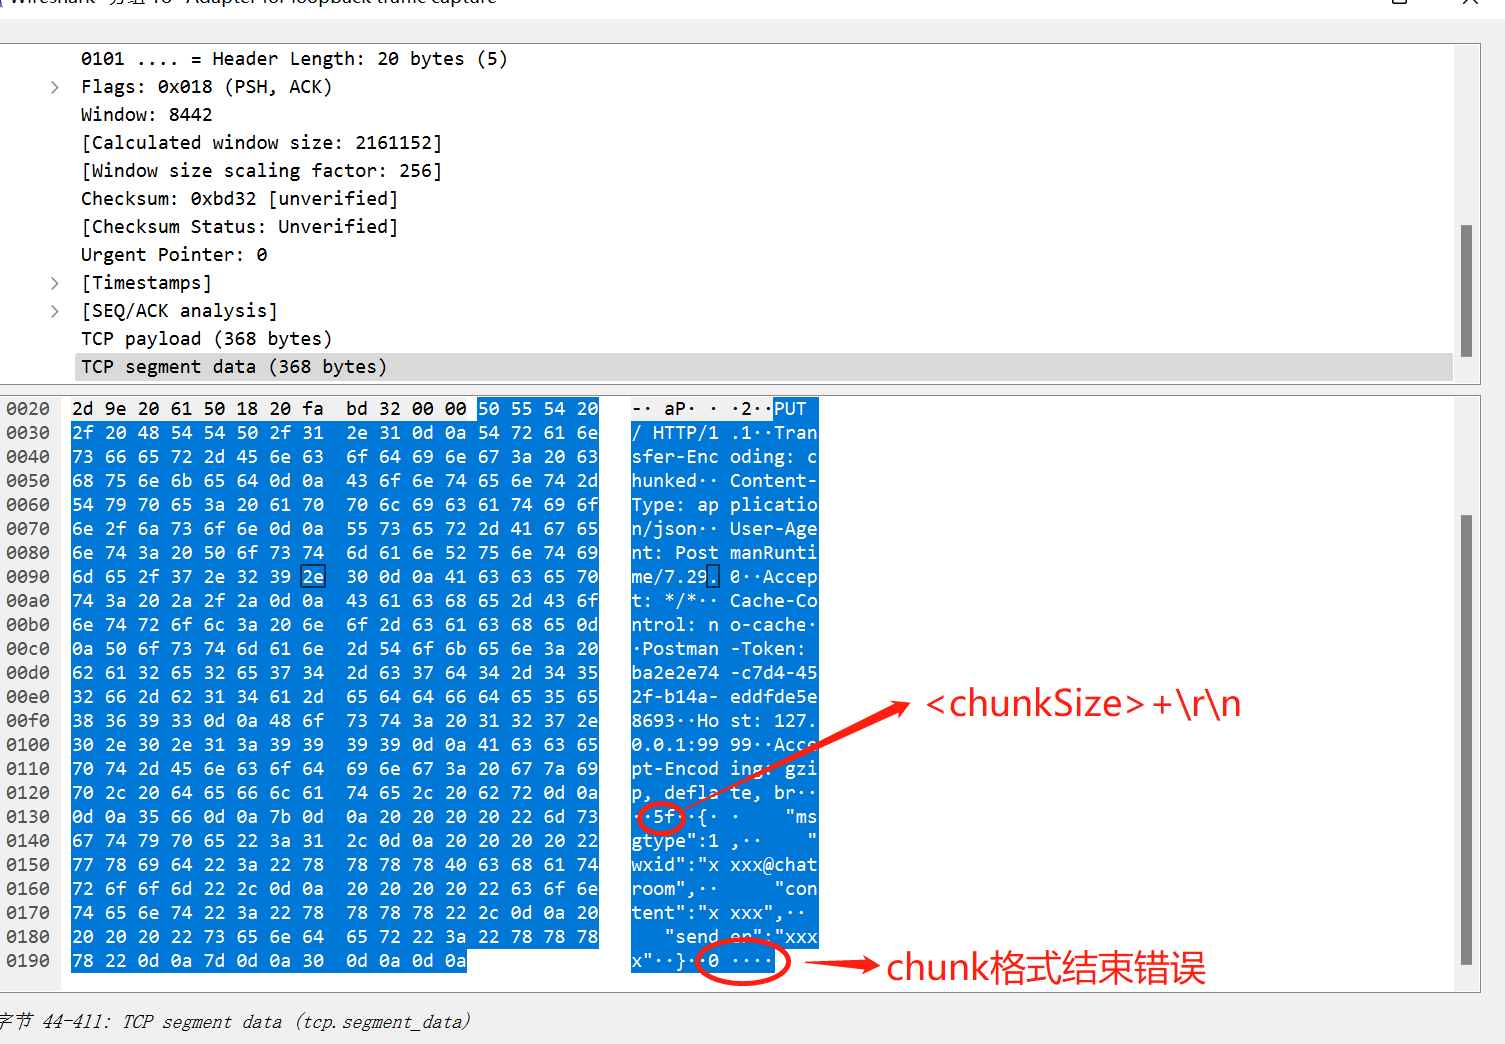 0101 .... = Header Length: 20 bytes (5)
Flags: 0x018 (PSH, ACK)
Window: 8442
[Calculated window size: 2161152]
[Window size scaling factor: 256]
Checksum: 0xbd32 [unverified]
[Checksum Status: Unverified]
Urgent Pointer: 0
[Timestamps]
[SEQ/ACK analysis]
TCP payload (368 bytes)
TCP segment data (368 bytes)
0020 2d 9e 20 61 50 18 20 fa bd 32 00 00 50 55 54 20 -· aP· · ·2··PUT
0030 2f 20 48 54 54 50 2f 31 2e 31 0d 0a 54 72 61 6e / HTTP/1 .1··Tran
0040 73 66 65 72 2d 45 6e 63 6f 64 69 6e 67 3a 20 63 sfer-Enc oding: c
0050 68 75 6e 6b 65 64 0d 0a 43 6f 6e 74 65 6e 74 2d hunked·· Content-
0060 54 79 70 65 3a 20 61 70 70 6c 69 63 61 74 69 6f Type: ap plicatio
0070 6e 2f 6a 73 6f 6e 0d 0a 55 73 65 72 2d 41 67 65 n/json·· User-Age
0080 6e 74 3a 20 50 6f 73 74 6d 61 6e 52 75 6e 74 69 nt: Post manRunti
0090 6d 65 2f 37 2e 32 39 2e 30 0d 0a 41 63 63 65 70 me/7.29. 0··Accep
00a0 74 3a 20 2a 2f 2a 0d 0a 43 61 63 68 65 2d 43 6f t: */*·· Cache-Co
00b0 6e 74 72 6f 6c 3a 20 6e 6f 2d 63 61 63 68 65 0d ntrol: n o-cache·
00c0 0a 50 6f 73 74 6d 61 6e 2d 54 6f 6b 65 6e 3a 20 ·Postman -Token:
00d0 62 61 32 65 32 65 37 34 2d 63 37 64 34 2d 34 35 ba2e2e74 -c7d4-45
00e0 32 66 2d 62 31 34 61 2d 65 64 64 66 64 65 35 65 2f-b14a- eddfde5e
<chunkSize>+\r\n
00f0 38 36 39 33 0d 0a 48 6f 73 74 3a 20 31 32 37 2e 8693··Ho st: 127.
0100 30 2e 30 2e 31 3a 39 39 39 39 0d 0a 41 63 63 65 0.0.1:99 99··Acce
0110 70 74 2d 45 6e 63 6f 64 69 6e 67 3a 20 67 7a 69 pt-Encod ing: gzi
0120 70 2c 20 64 65 66 6c 61 74 65 2c 20 62 72 0d 0a p, defla te, br··
0130 0d 0a 35 66 0d 0a 7b 0d 0a 20 20 20 20 22 6d 73 ··5f··{· · "ms
0140 67 74 79 70 65 22 3a 31 2c 0d 0a 20 20 20 20 22 gtype":1 ,·· "
0150 77 78 69 64 22 3a 22 78 78 78 78 40 63 68 61 74 wxid":"x xxx@chat
0160 72 6f 6f 6d 22 2c 0d 0a 20 20 20 20 22 63 6f 6e room",·· "con
0170 74 65 6e 74 22 3a 22 78 78 78 78 22 2c 0d 0a 20 tent":"x xxx",··
0180 20 20 20 22 73 65 6e 64 65 72 22 3a 22 78 78 78 "send er":"xxx
0190 78 22 0d 0a 7d 0d 0a 30 0d 0a 0d 0a x"··}··0 ····
chunk格式结束错误
字节 44-411: TCP segment data (tcp.segment_data)